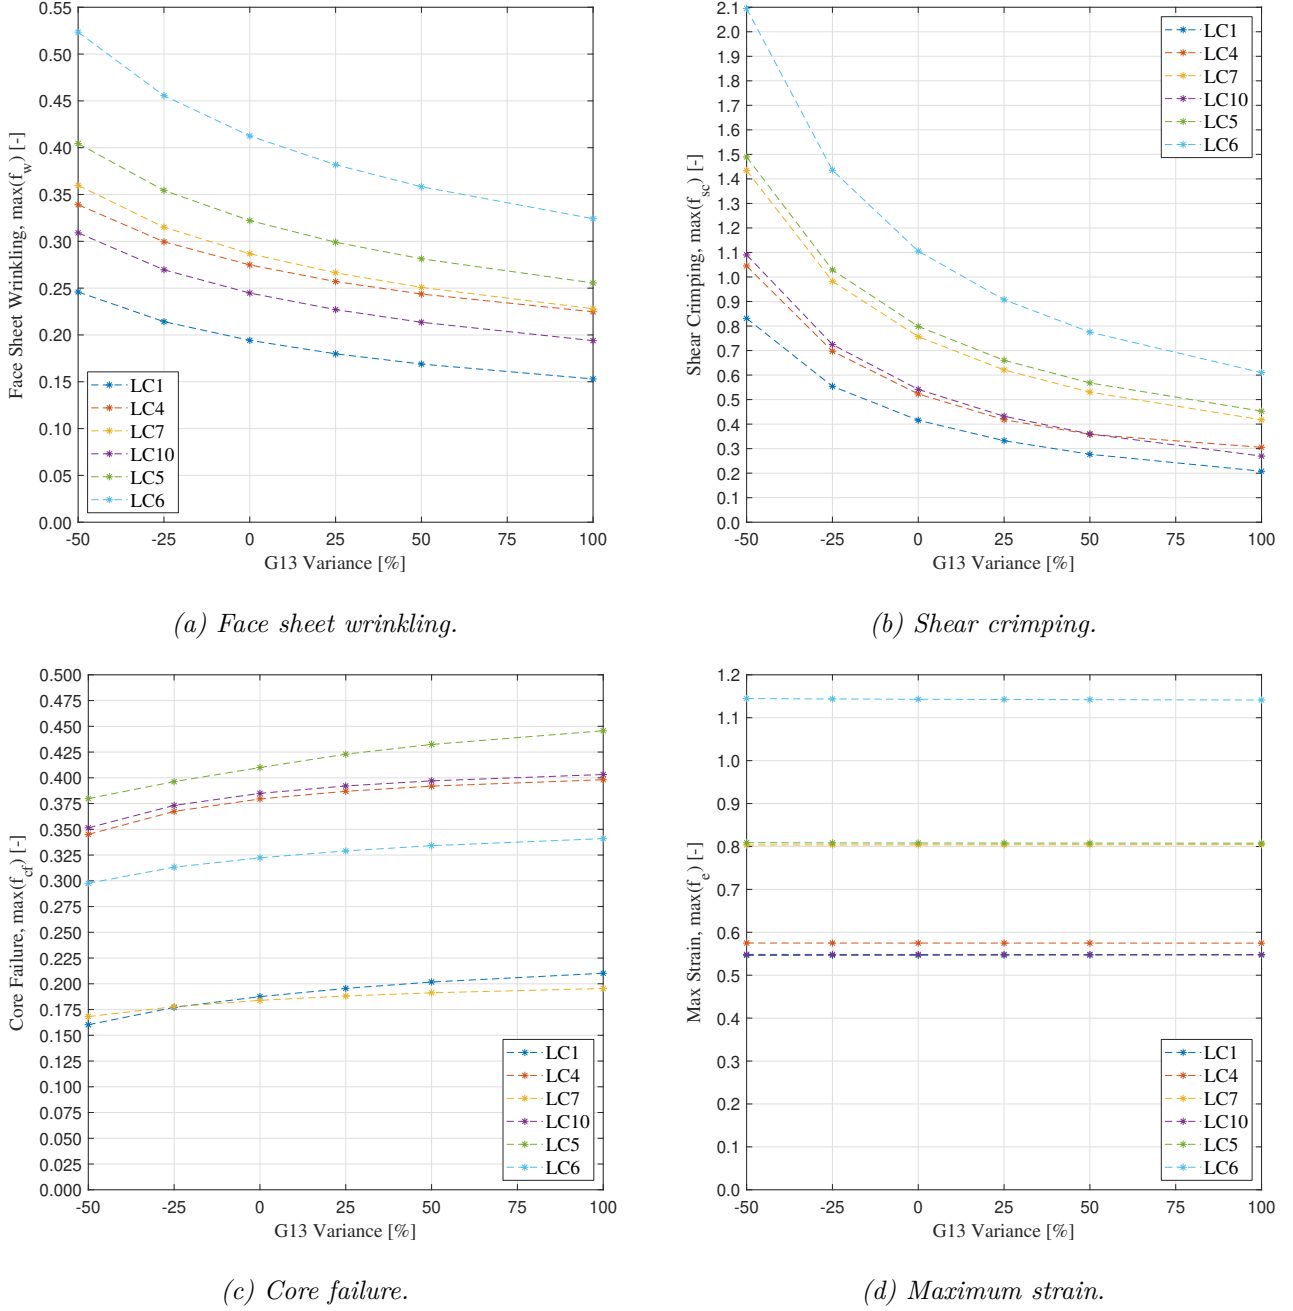 0.55
0.50
0.45
0.40
0.35
0.30
0.25
0.20
0.15
0.10
0.05
0.00
Face Sheet Wrinkling, max(f_w) [-]
LC1
LC4
LC7
LC10
LC5
LC6
-50 -25 0 25 50 75 100
G13 Variance [%]
(a) Face sheet wrinkling.
2.1
2.0
1.9
1.8
1.7
1.6
1.5
1.4
1.3
1.2
1.1
1.0
0.9
0.8
0.7
0.6
0.5
0.4
0.3
0.2
0.1
0.0
Shear Crimping, max(f_sc) [-]
LC1
LC4
LC7
LC10
LC5
LC6
-50 -25 0 25 50 75 100
G13 Variance [%]
(b) Shear crimping.
0.500
0.475
0.450
0.425
0.400
0.375
0.350
0.325
0.300
0.275
0.250
0.225
0.200
0.175
0.150
0.125
0.100
0.075
0.050
0.025
0.000
Core Failure, max(f_cf) [-]
LC1
LC4
LC7
LC10
LC5
LC6
-50 -25 0 25 50 75 100
G13 Variance [%]
(c) Core failure.
1.2
1.1
1.0
0.9
0.8
0.7
0.6
0.5
0.4
0.3
0.2
0.1
0.0
Max Strain, max(f_e) [-]
LC1
LC4
LC7
LC10
LC5
LC6
-50 -25 0 25 50 75 100
G13 Variance [%]
(d) Maximum strain.